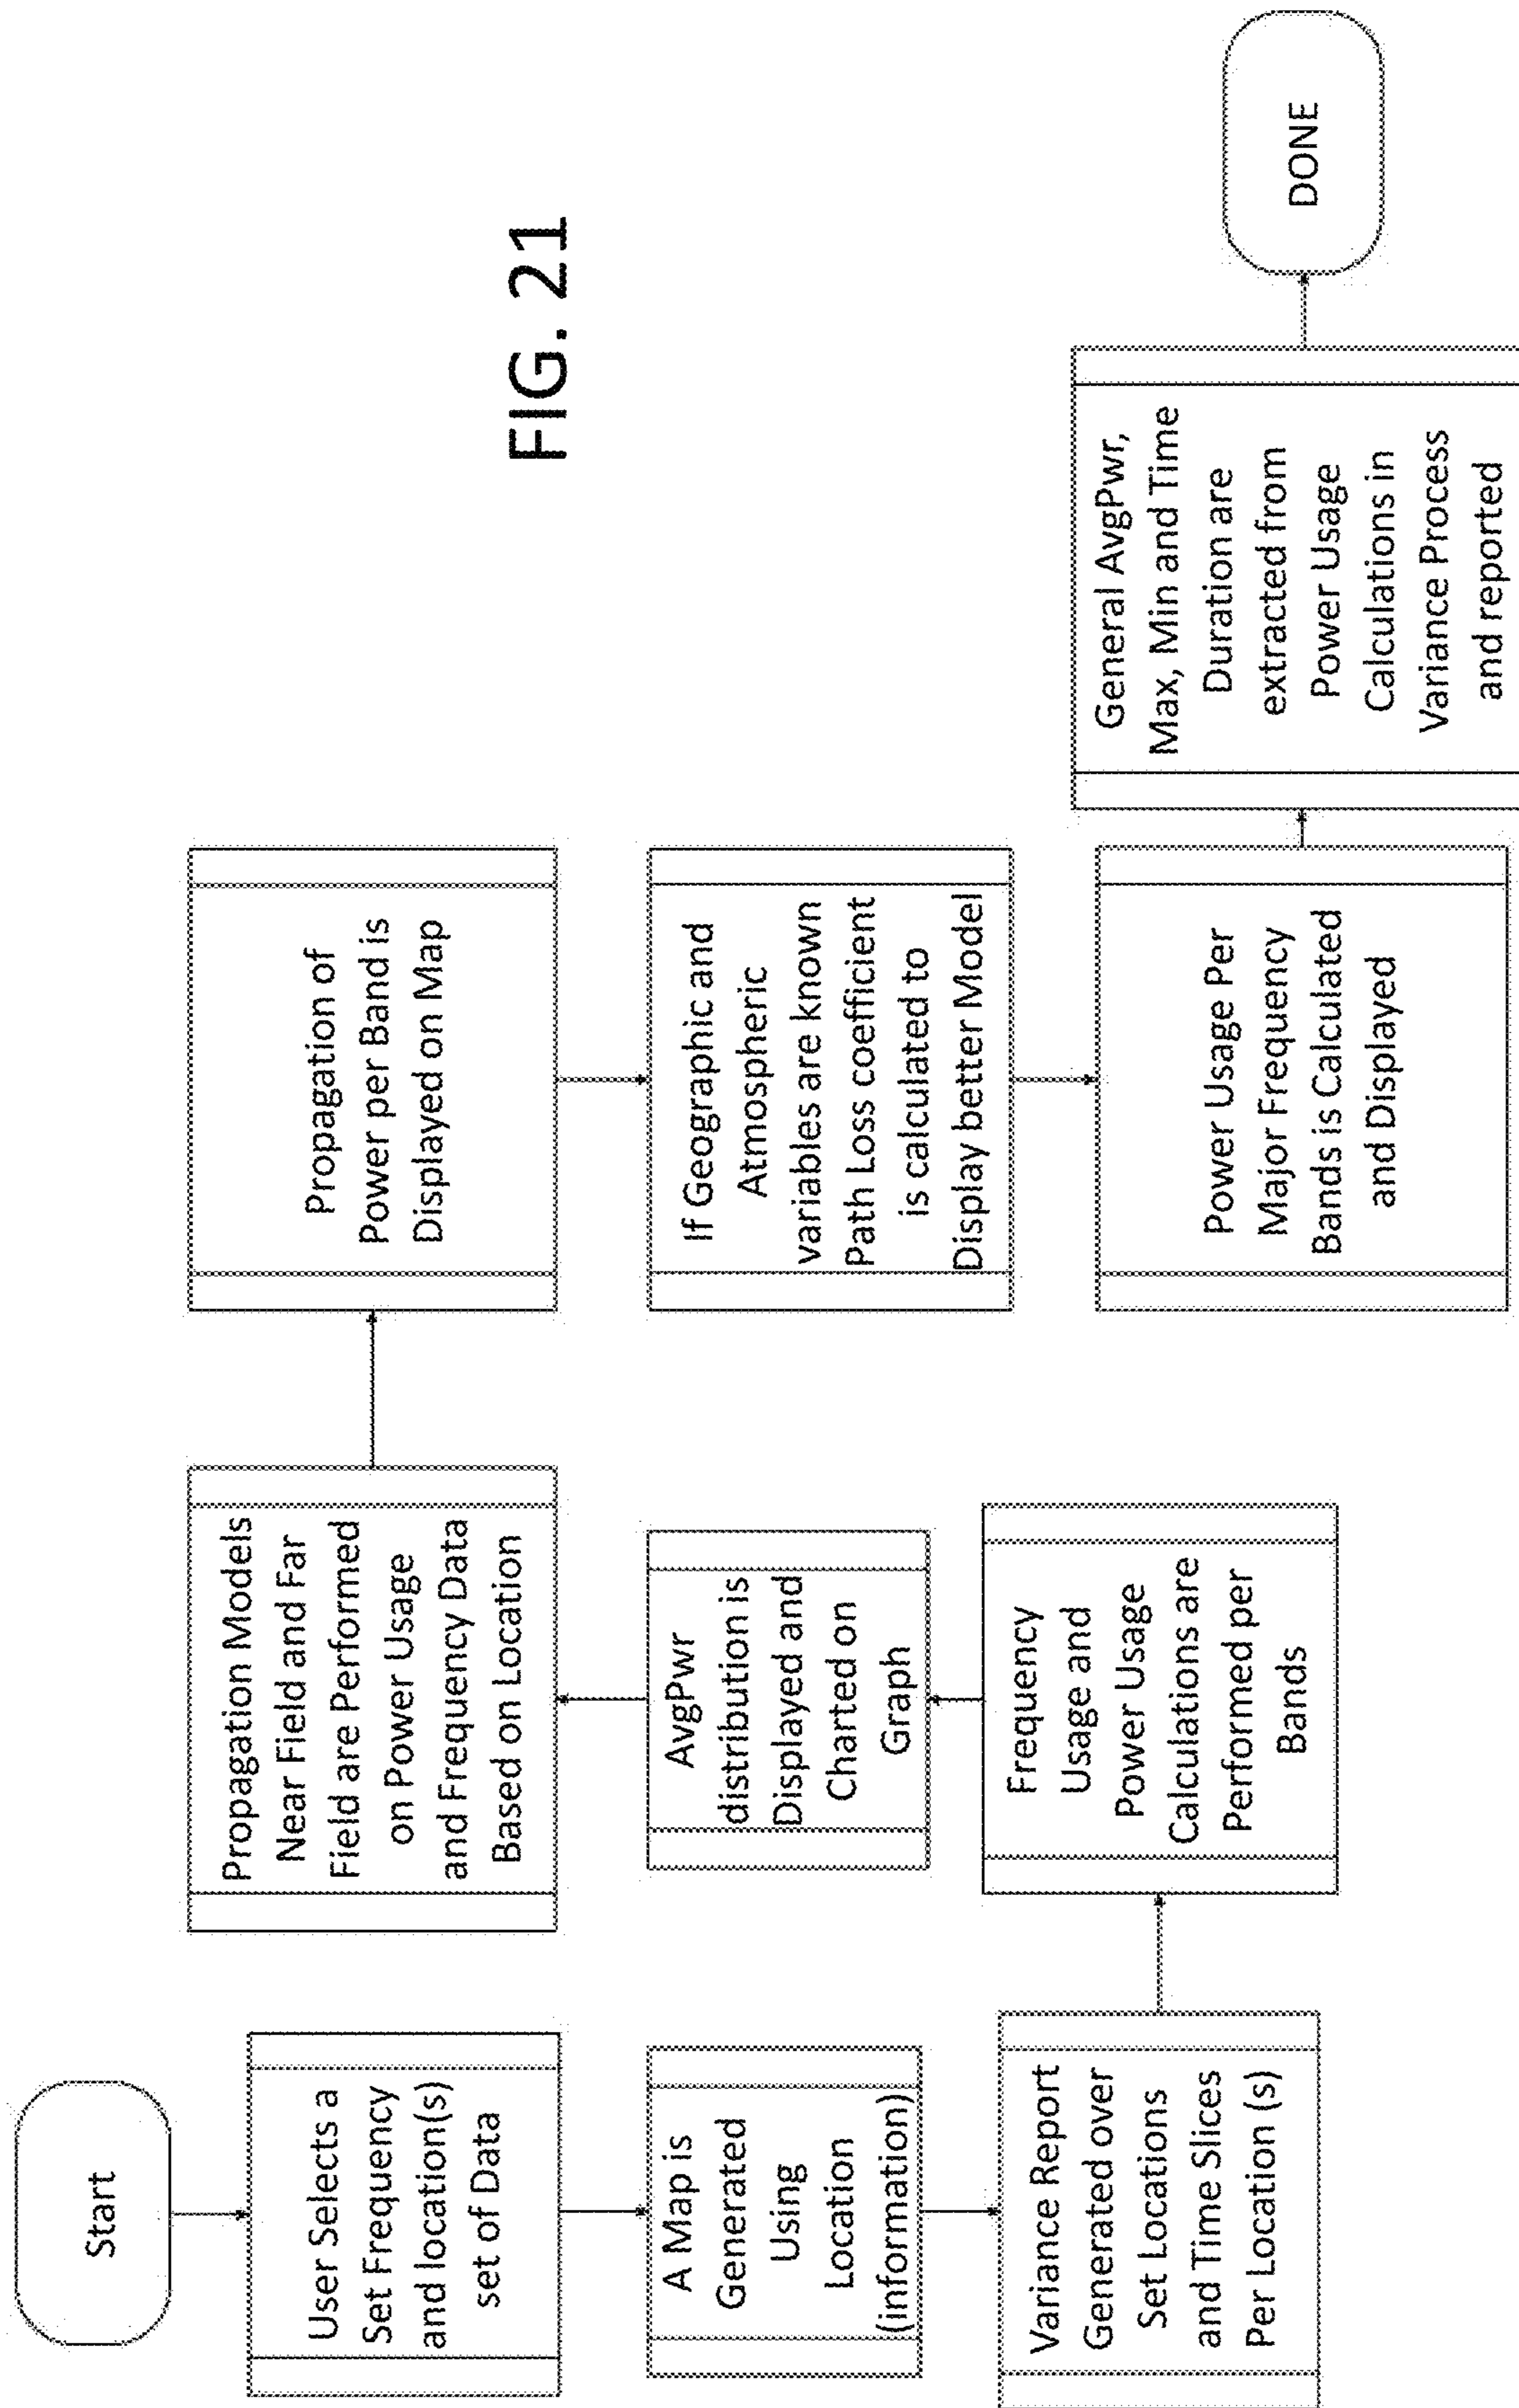 FIG. 21
Start
User Selects a
Set Frequency
and location(s)
set of Data
A Map is
Generated
Using
Location
(information)
Variance Report
Generated over
Set Locations
and Time Slices
Per Location (s)
Frequency
Usage and
Power Usage
Calculations are
Performed per
Bands
AvgPwr
distribution is
Displayed and
Charted on
Graph
Propagation Models
Near Field and Far
Field are Performed
on Power Usage
and Frequency Data
Based on Location
Propagation of
Power per Band is
Displayed on Map
If Geographic and
Atmospheric
variables are known
Path Loss coefficient
is calculated to
Display better Model
Power Usage Per
Major Frequency
Bands is Calculated
and Displayed
General AvgPwr,
Max, Min and Time
Duration are
extracted from
Power Usage
Calculations in
Variance Process
and reported
DONE